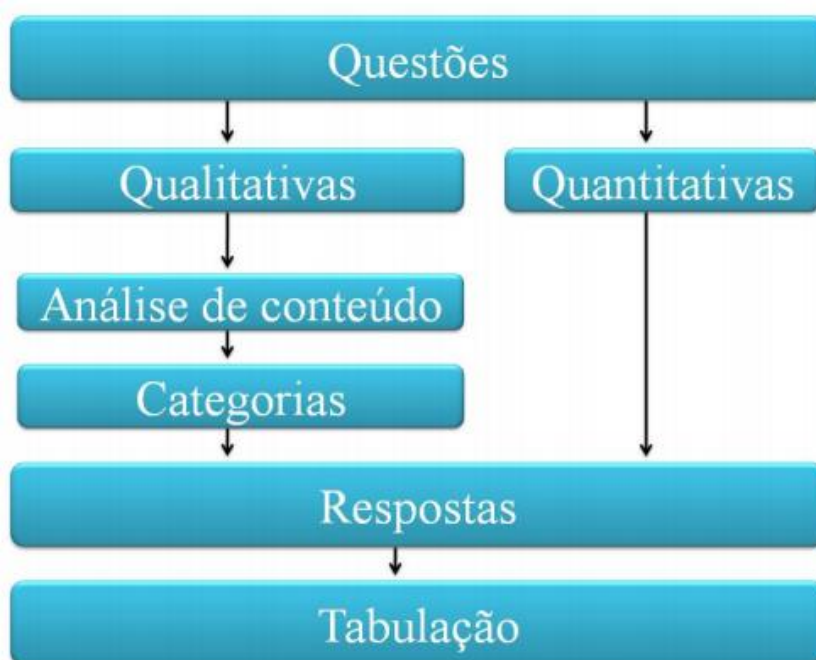 Questões
Qualitativas
Quantitativas
Análise de conteúdo
Categorias
Respostas
Tabulação